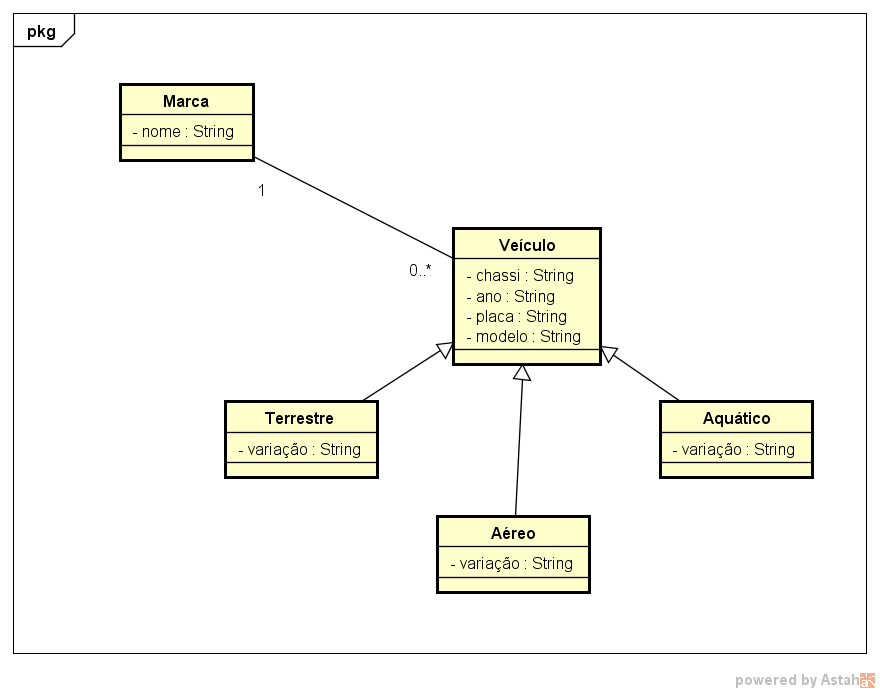 pkg
Marca
- nome : String
1
0..*
Veículo
- chassi : String
- ano : String
- placa : String
- modelo : String
Terrestre
- variação : String
Aquático
- variação : String
Aéreo
- variação : String
powered by Astah